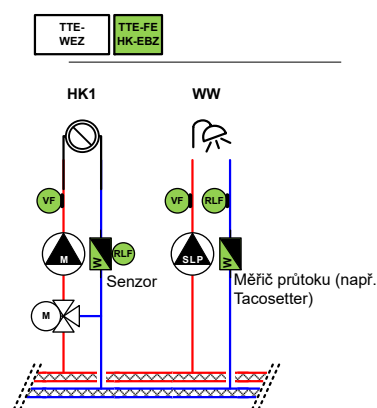 TTE-
WEZ
TTE-FE
HK-EBZ
HK1
WW
VF
VF
RLF
M
W
RLF
SLP
W
Senzor
Měřič průtoku (např.
Tacosetter)
M